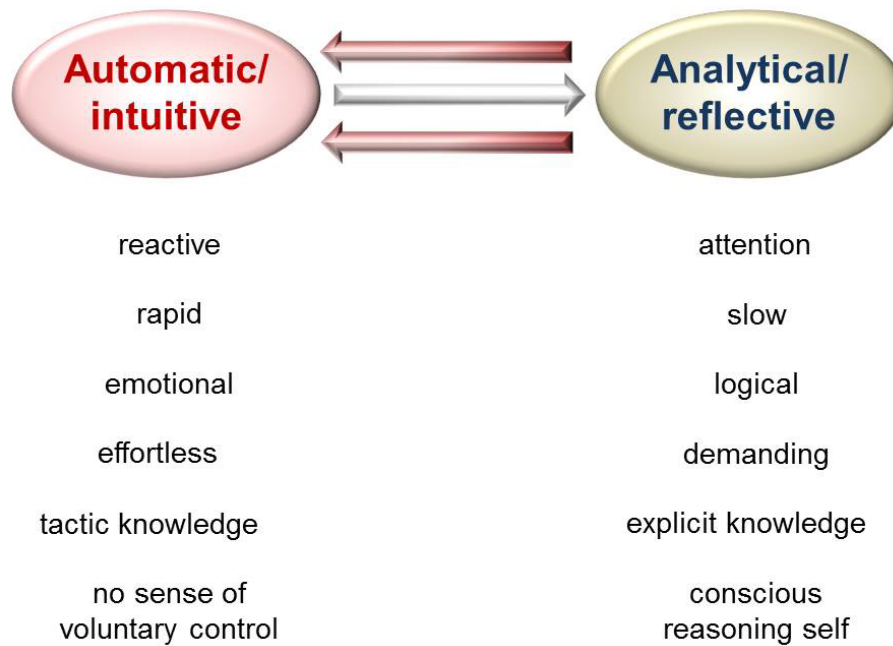 Automatic/
intuitive
Analytical/
reflective
reactive
attention
rapid
slow
emotional
logical
effortless
demanding
tactic knowledge
explicit knowledge
no sense of
voluntary control
conscious
reasoning self